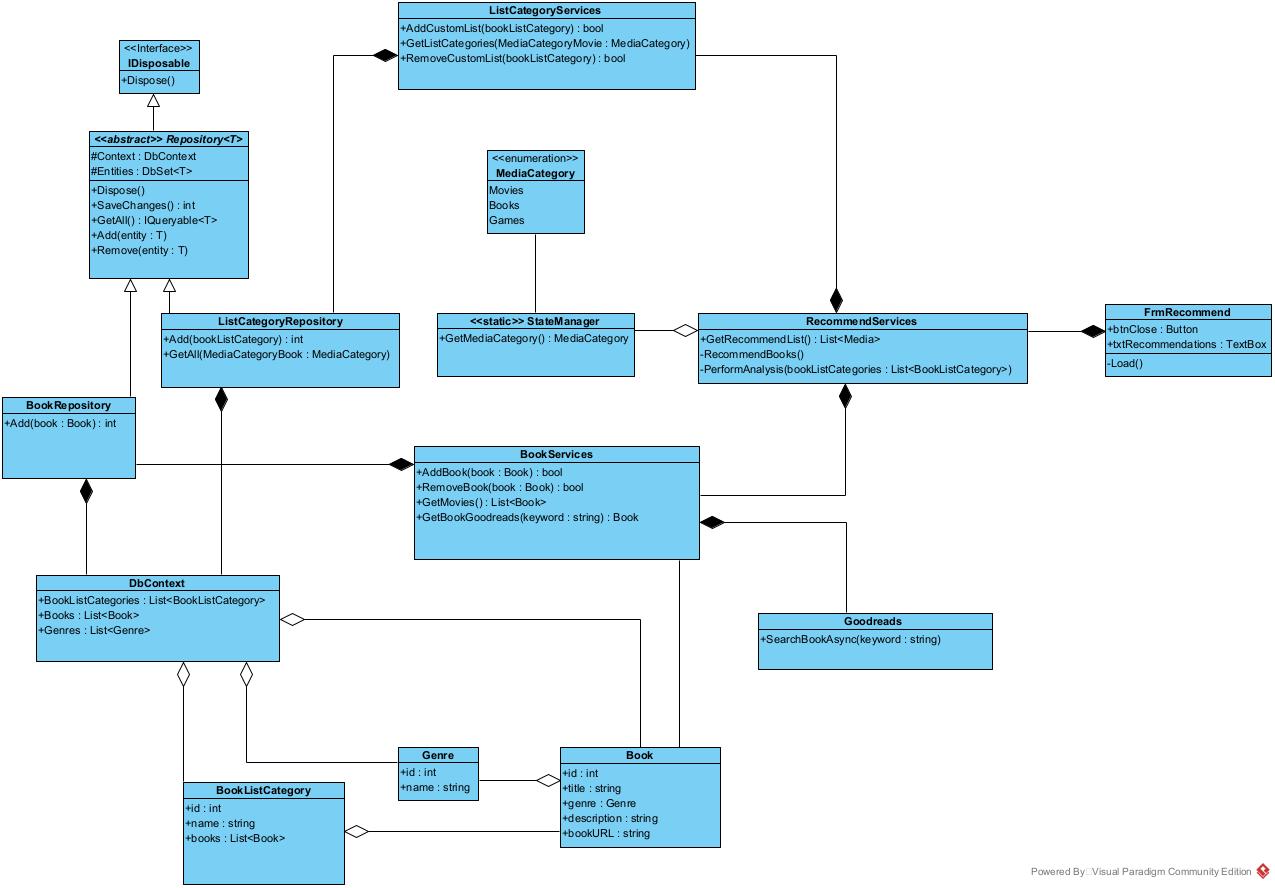 ListCategoryServices
+AddCustomList(bookListCategory) : bool
+GetListCategories(MediaCategoryMovie : MediaCategory)
+RemoveCustomList(bookListCategory) : bool
<<Interface>>
IDisposable
+Dispose()
<<abstract>> Repository<T>
#Context : DbContext
#Entities : DbSet<T>
+Dispose()
+SaveChanges() : int
+GetAll() : IQueryable<T>
+Add(entity : T)
+Remove(entity : T)
<<enumeration>>
MediaCategory
Movies
Books
Games
ListCategoryRepository
+Add(bookListCategory) : int
+GetAll(MediaCategoryBook : MediaCategory)
<<static>> StateManager
+GetMediaCategory() : MediaCategory
RecommendServices
+GetRecommendList() : List<Media>
-RecommendBooks()
-PerformAnalysis(bookListCategories : List<BookListCategory>)
FrmRecommend
+btnClose : Button
+txtRecommendations : TextBox
-Load()
BookRepository
+Add(book : Book) : int
BookServices
+AddBook(book : Book) : bool
+RemoveBook(book : Book) : bool
+GetMovies() : List<Book>
+GetBookGoodreads(keyword : string) : Book
DbContext
+BookListCategories : List<BookListCategory>
+Books : List<Book>
+Genres : List<Genre>
Goodreads
+SearchBookAsync(keyword : string)
Genre
+id : int
+name : string
Book
+id : int
+title : string
+genre : Genre
+description : string
+bookURL : string
BookListCategory
+id : int
+name : string
+books : List<Book>
Powered By Visual Paradigm Community Edition